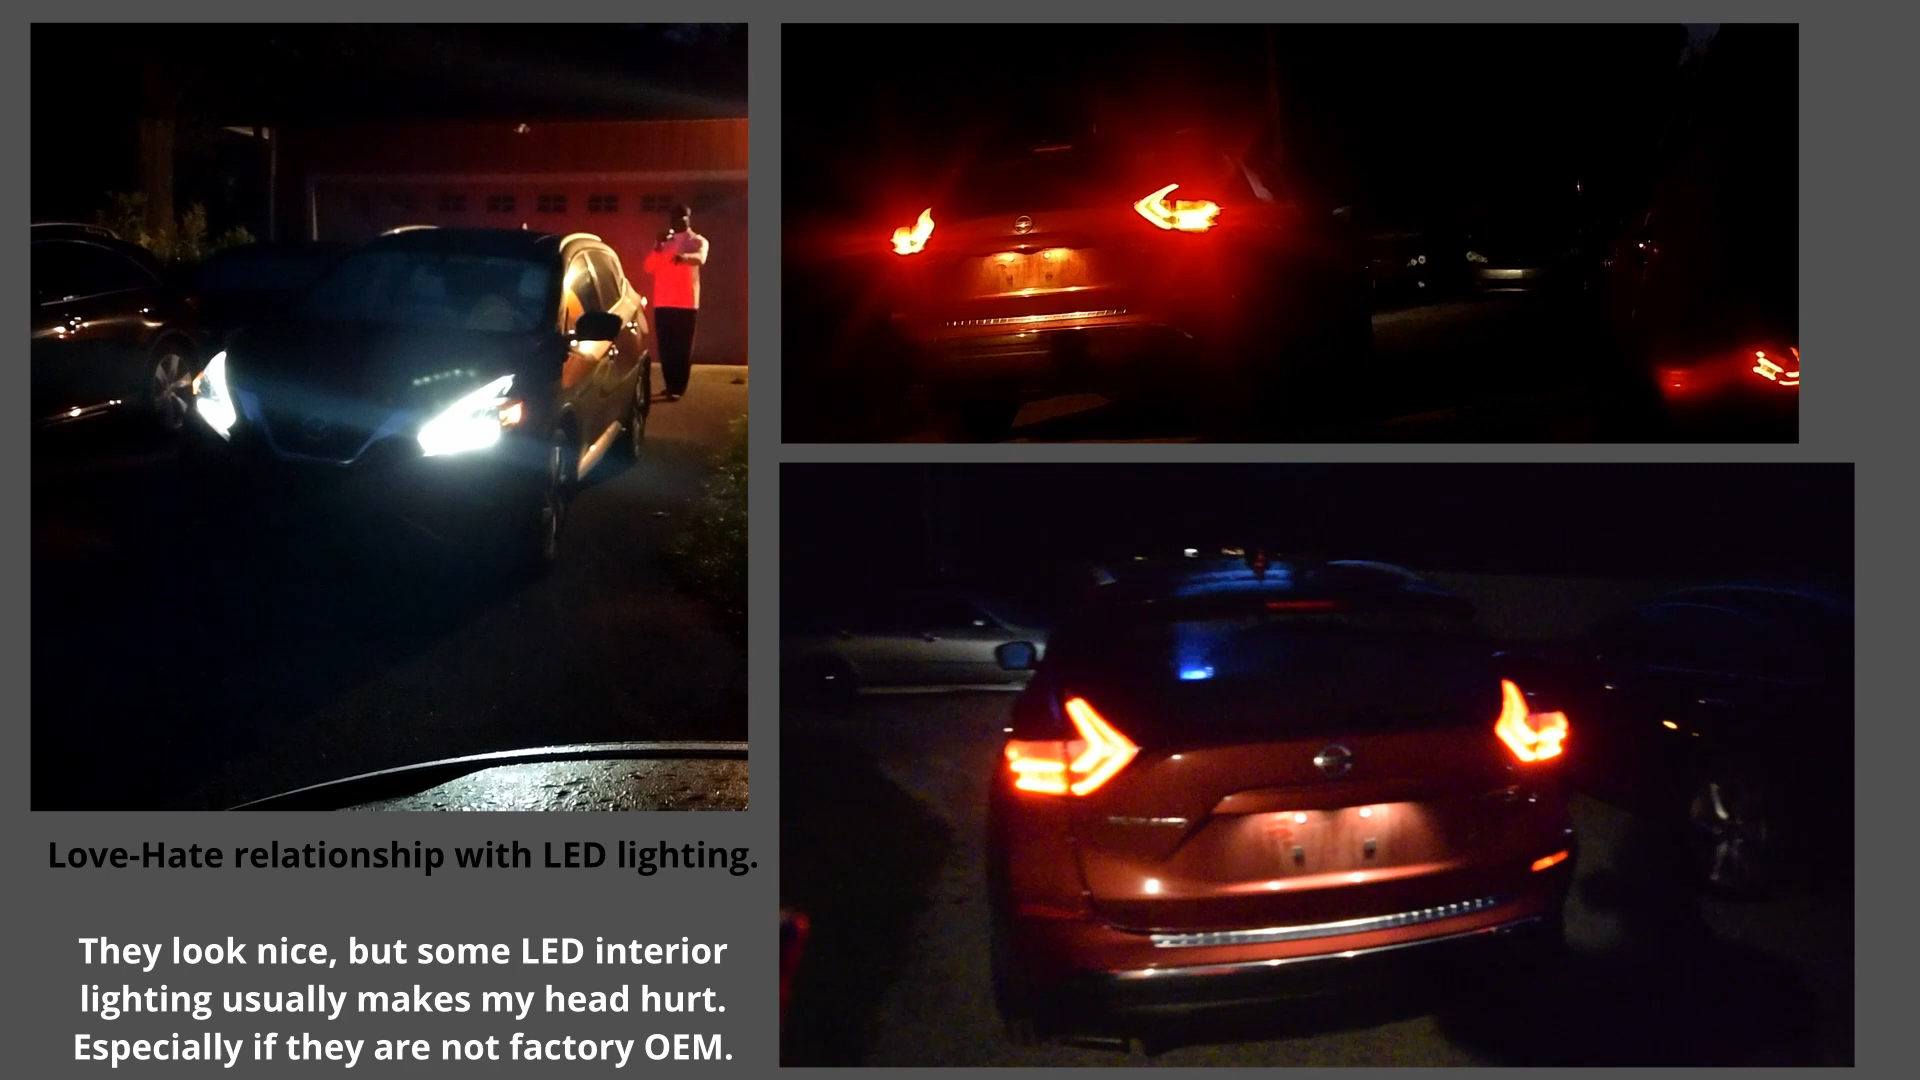 Love-Hate relationship with LED lighting.
They look nice, but some LED interior
lighting usually makes my head hurt.
Especially if they are not factory OEM.